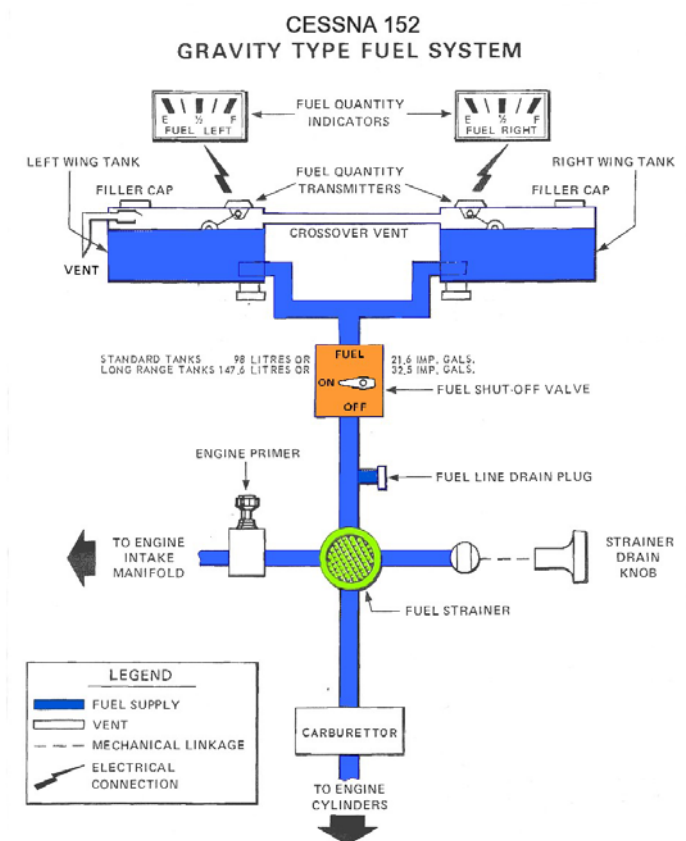 CESSNA 152
GRAVITY TYPE FUEL SYSTEM
E ½ F
FUEL LEFT
FUEL QUANTITY
INDICATORS
E ½ F
FUEL RIGHT
LEFT WING TANK
FILLER CAP
FUEL QUANTITY
TRANSMITTERS
RIGHT WING TANK
FILLER CAP
CROSSOVER VENT
VENT
STANDARD TANKS 98 LITRES OR 21,6 IMP. GALS.
LONG RANGE TANKS 147,6 LITRES OR 32,5 IMP. GALS.
FUEL
ON
OFF
FUEL SHUT-OFF VALVE
ENGINE PRIMER
FUEL LINE DRAIN PLUG
TO ENGINE
INTAKE
MANIFOLD
STRAINER
DRAIN
KNOB
FUEL STRAINER
LEGEND
FUEL SUPPLY
VENT
MECHANICAL LINKAGE
ELECTRICAL
CONNECTION
CARBURETTOR
TO ENGINE
CYLINDERS